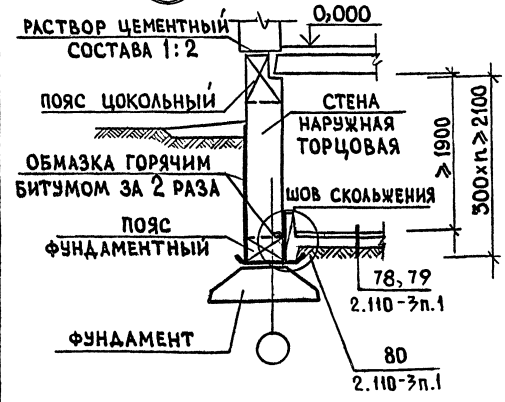 РАСТВОР ЦЕМЕНТНЫЙ
СОСТАВА 1:2
0,000
ПОЯС ЦОКОЛЬНЫЙ
СТЕНА
НАРУЖНАЯ
ТОРЦОВАЯ
ОБМАЗКА ГОРЯЧИМ
БИТУМОМ ЗА 2 РАЗА
ШОВ СКОЛЬЖЕНИЯ
ПОЯС
ФУНДАМЕНТНЫЙ
≥1900
300xп.≥2100
78,79
2.110-3п.1
ФУНДАМЕНТ
80
2.110-3п.1